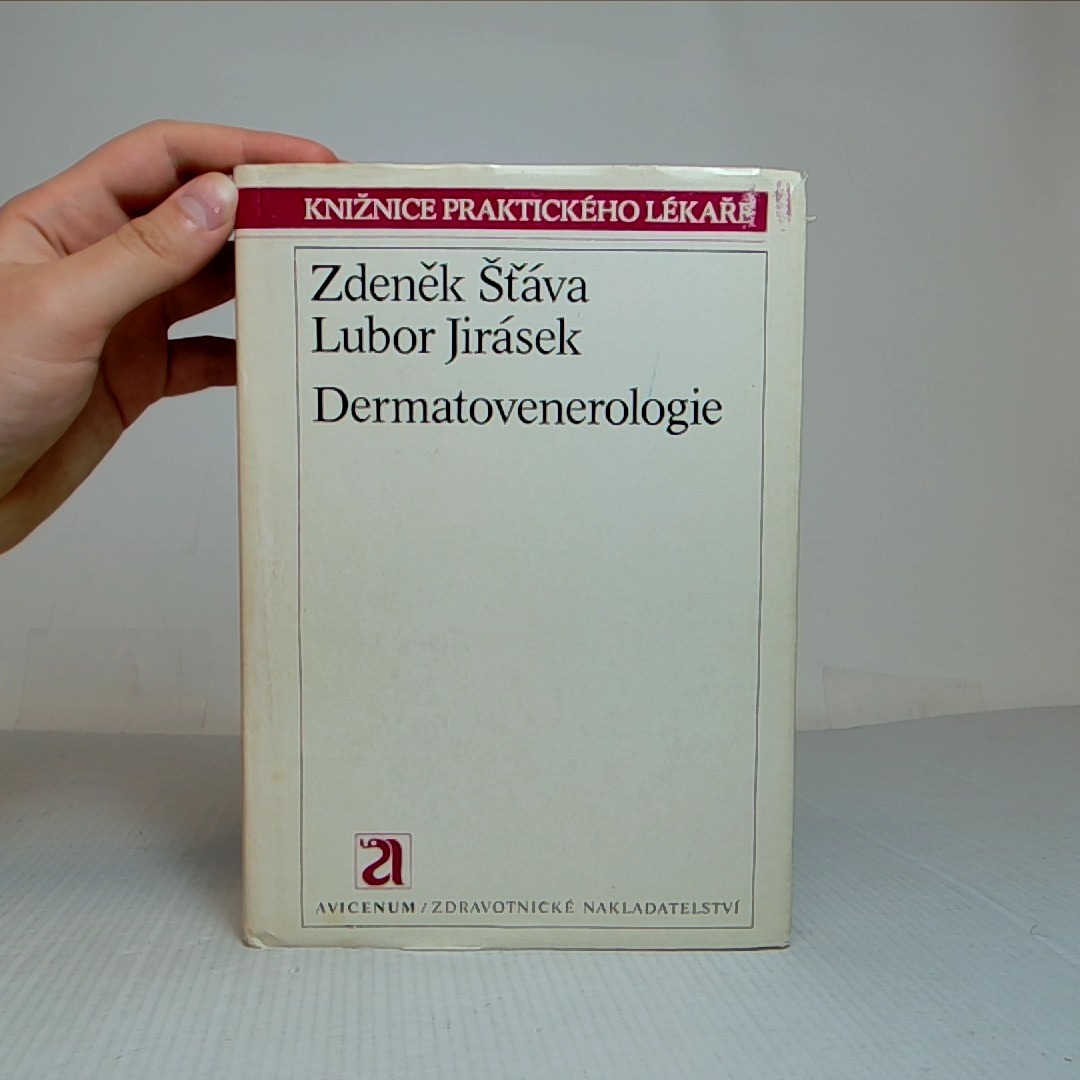 KNIŽNICE PRAKTICKÉHO LÉKAŘE
Zdeněk Šťáva
Lubor Jirásek
Dermatovenerologie
AVICENUM / ZDRAVOTNICKÉ NAKLADATELSTVÍ